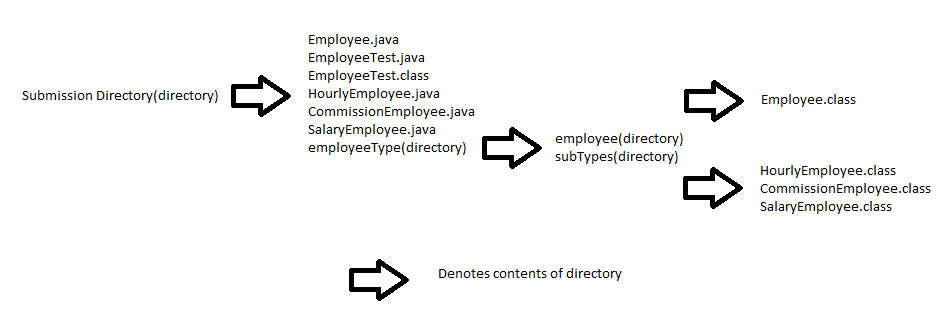 Submission Directory(directory)
Employee.java
EmployeeTest.java
EmployeeTest.class
HourlyEmployee.java
CommissionEmployee.java
SalaryEmployee.java
employeeType(directory)
employee(directory)
subTypes(directory)
Employee.class
HourlyEmployee.class
CommissionEmployee.class
SalaryEmployee.class
Denotes contents of directory